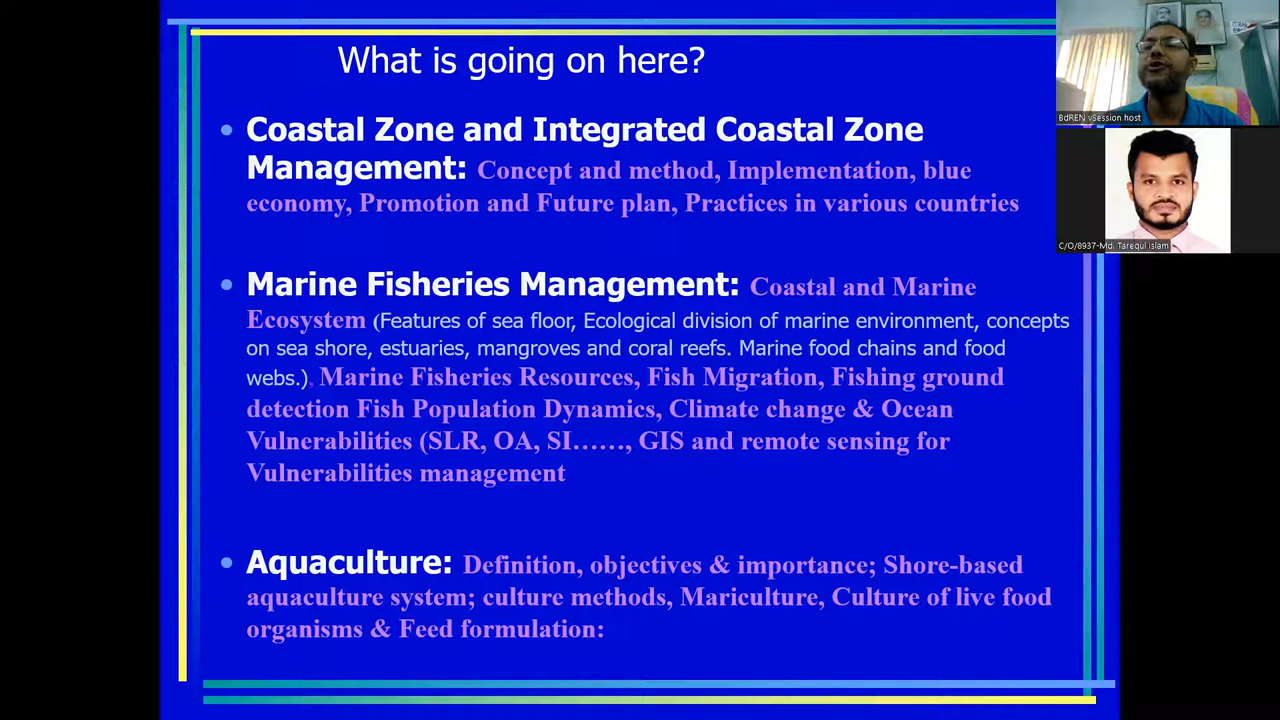 What is going on here?
Coastal Zone and Integrated Coastal Zone
Management: Concept and method, Implementation, blue
economy, Promotion and Future plan, Practices in various countries
Marine Fisheries Management: Coastal and Marine
Ecosystem (Features of sea floor, Ecological division of marine environment, concepts
on sea shore, estuaries, mangroves and coral reefs. Marine food chains and food
webs.), Marine Fisheries Resources, Fish Migration, Fishing ground
detection Fish Population Dynamics, Climate change & Ocean
Vulnerabilities (SLR, OA, SI……, GIS and remote sensing for
Vulnerabilities management
Aquaculture: Definition, objectives & importance; Shore-based
aquaculture system; culture methods, Mariculture, Culture of live food
organisms & Feed formulation:
BdREN vSession host
C/O/8937-Md. Tarequl Islam